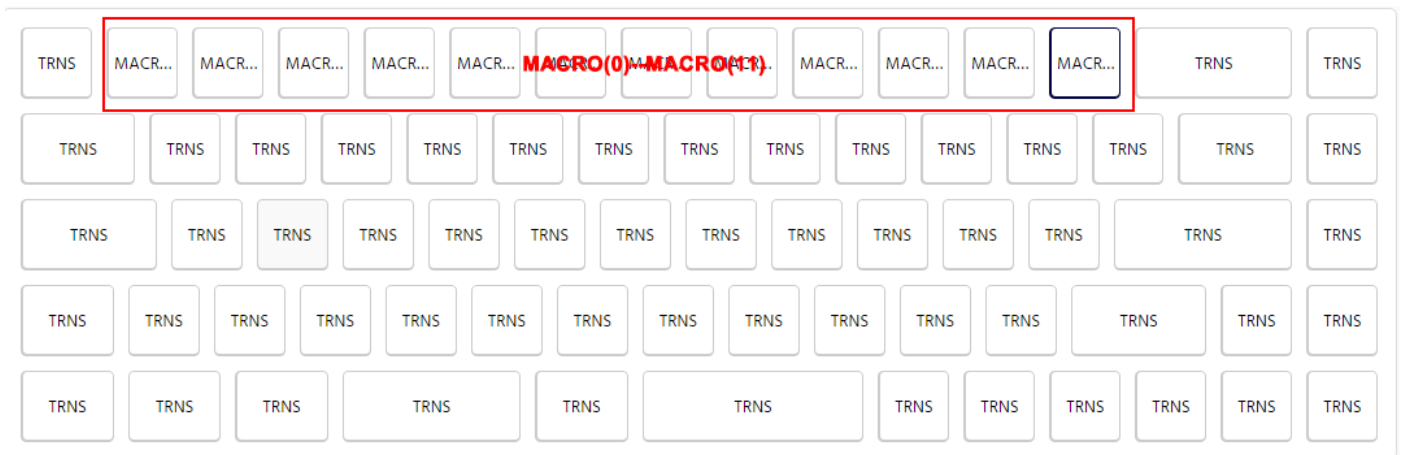 TRNS MACR... MACR... MACR... MACR... MACR... MACRO(0)--MACRO(11) MACR... MACR... MACR... MACR... TRNS TRNS
TRNS TRNS TRNS TRNS TRNS TRNS TRNS TRNS TRNS TRNS TRNS TRNS TRNS TRNS TRNS
TRNS TRNS TRNS TRNS TRNS TRNS TRNS TRNS TRNS TRNS TRNS TRNS TRNS TRNS
TRNS TRNS TRNS TRNS TRNS TRNS TRNS TRNS TRNS TRNS TRNS TRNS TRNS TRNS TRNS
TRNS TRNS TRNS TRNS TRNS TRNS TRNS TRNS TRNS TRNS TRNS TRNS